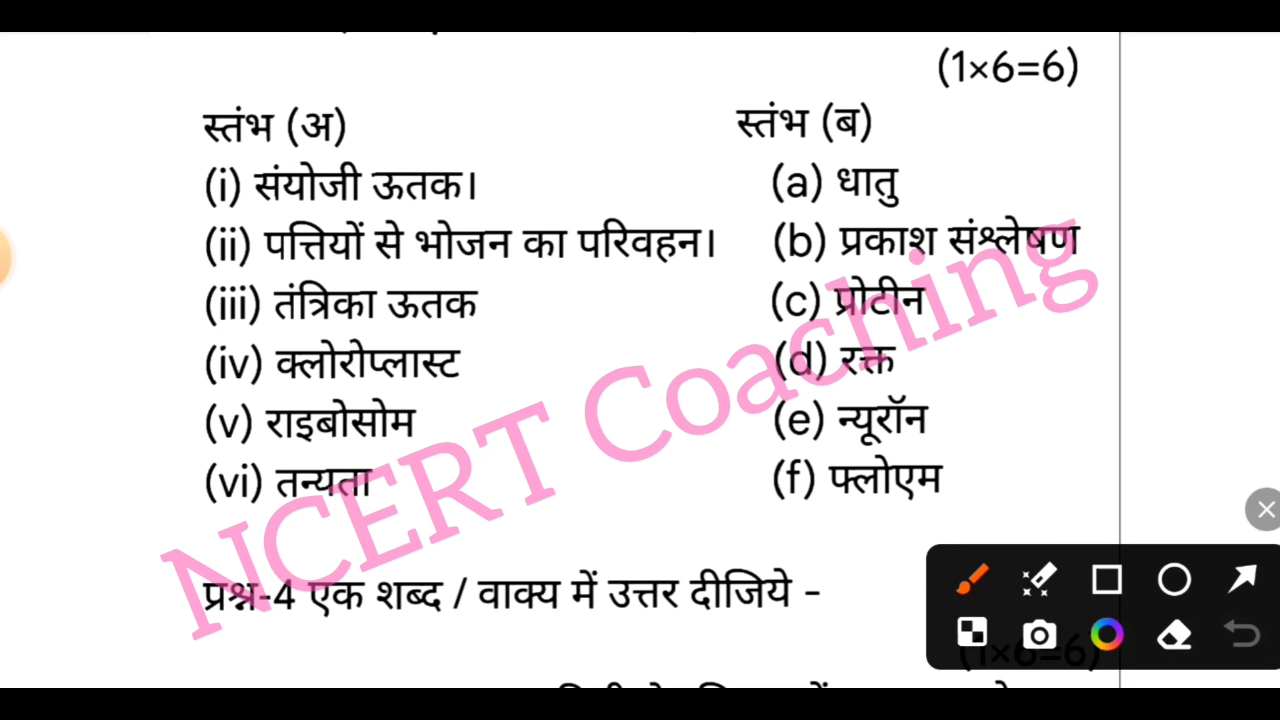 (1×6=6)
स्तंभ (अ) स्तंभ (ब)
(i) संयोजी ऊतक। (a) धातु
(ii) पत्तियों से भोजन का परिवहन। (b) प्रकाश संश्लेषण
(iii) तंत्रिका ऊतक (c) प्रोटीन
(iv) क्लोरोप्लास्ट (d) रक्त
(v) राइबोसोम (e) न्यूरॉन
(vi) तन्यता (f) फ्लोएम
NCERT Coaching
प्रश्न-4 एक शब्द / वाक्य में उत्तर दीजिये -
(1×6=6)